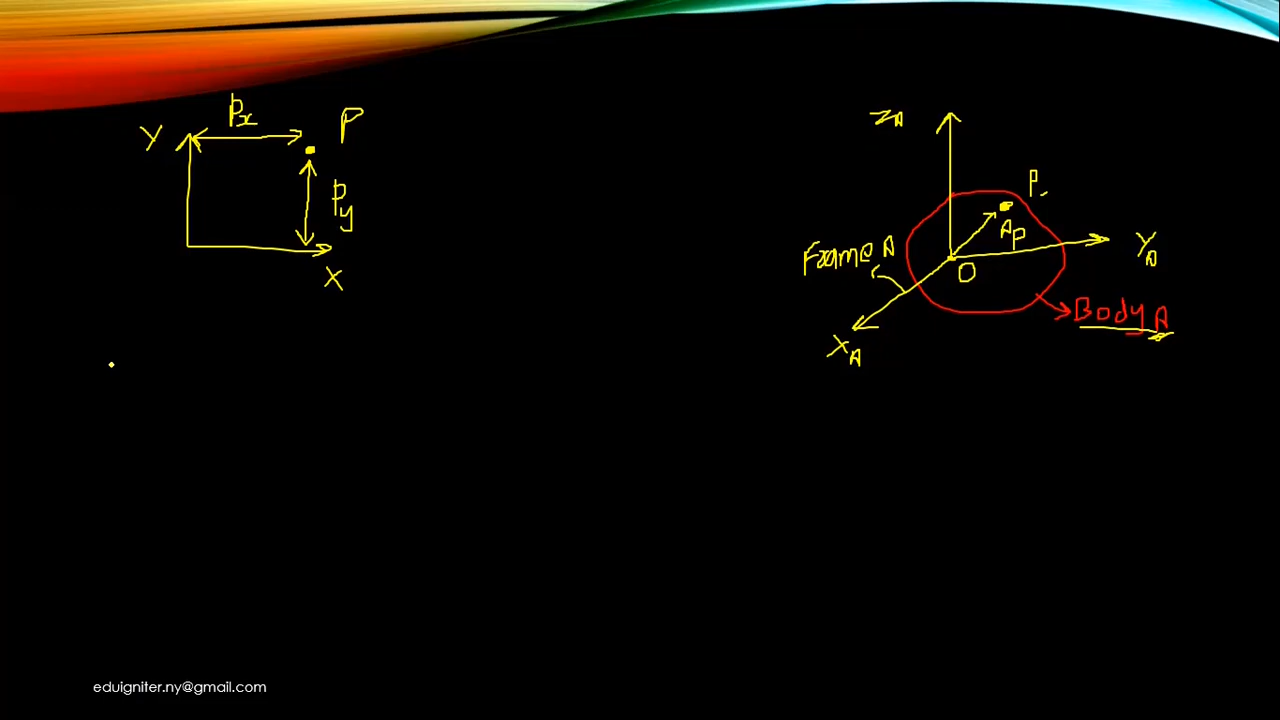 Px
P
Y
Py
X
ZA
P
AP
Frame A
YA
O
Body A
XA
eduigniter.ny@gmail.com